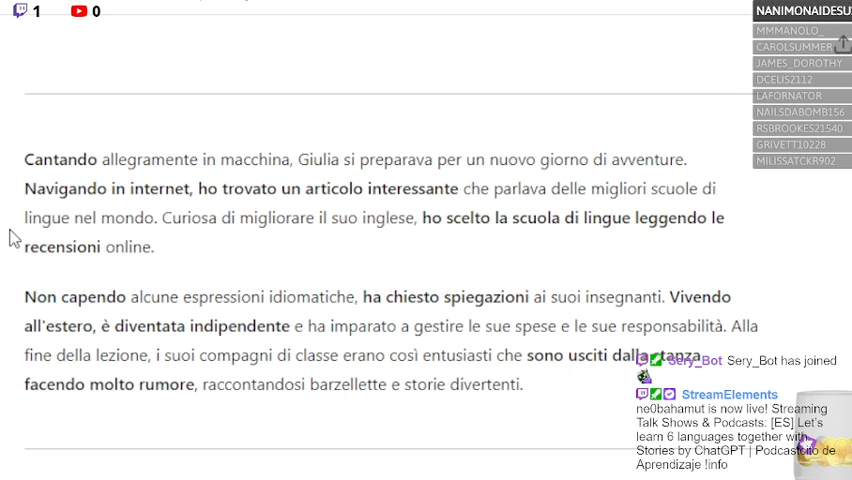 1 0
NANIMONAIDESU
MMMANOLO_
CAROLSUMMER
JAMES_DOROTHY
DCELIS2112
LAFORNATOR
NAILSDABOMB156
RSBROOKES21540
GRIVETT10228
MILISSATCKR902
Cantando allegramente in macchina, Giulia si preparava per un nuovo giorno di avventure.
Navigando in internet, ho trovato un articolo interessante che parlava delle migliori scuole di
lingue nel mondo. Curiosa di migliorare il suo inglese, ho scelto la scuola di lingue leggendo le
recensioni online.
Non capendo alcune espressioni idiomatiche, ha chiesto spiegazioni ai suoi insegnanti. Vivendo
all'estero, è diventata indipendente e ha imparato a gestire le sue spese e le sue responsabilità. Alla
fine della lezione, i suoi compagni di classe erano così entusiasti che sono usciti dalla stanza
facendo molto rumore, raccontandosi barzellette e storie divertenti.
Sery_Bot Sery_Bot has joined
StreamElements
ne0bahamut is now live! Streaming
Talk Shows & Podcasts: [ES] Let's
learn 6 languages together with
Stories by ChatGPT | Podcastcito de
Aprendizaje !info